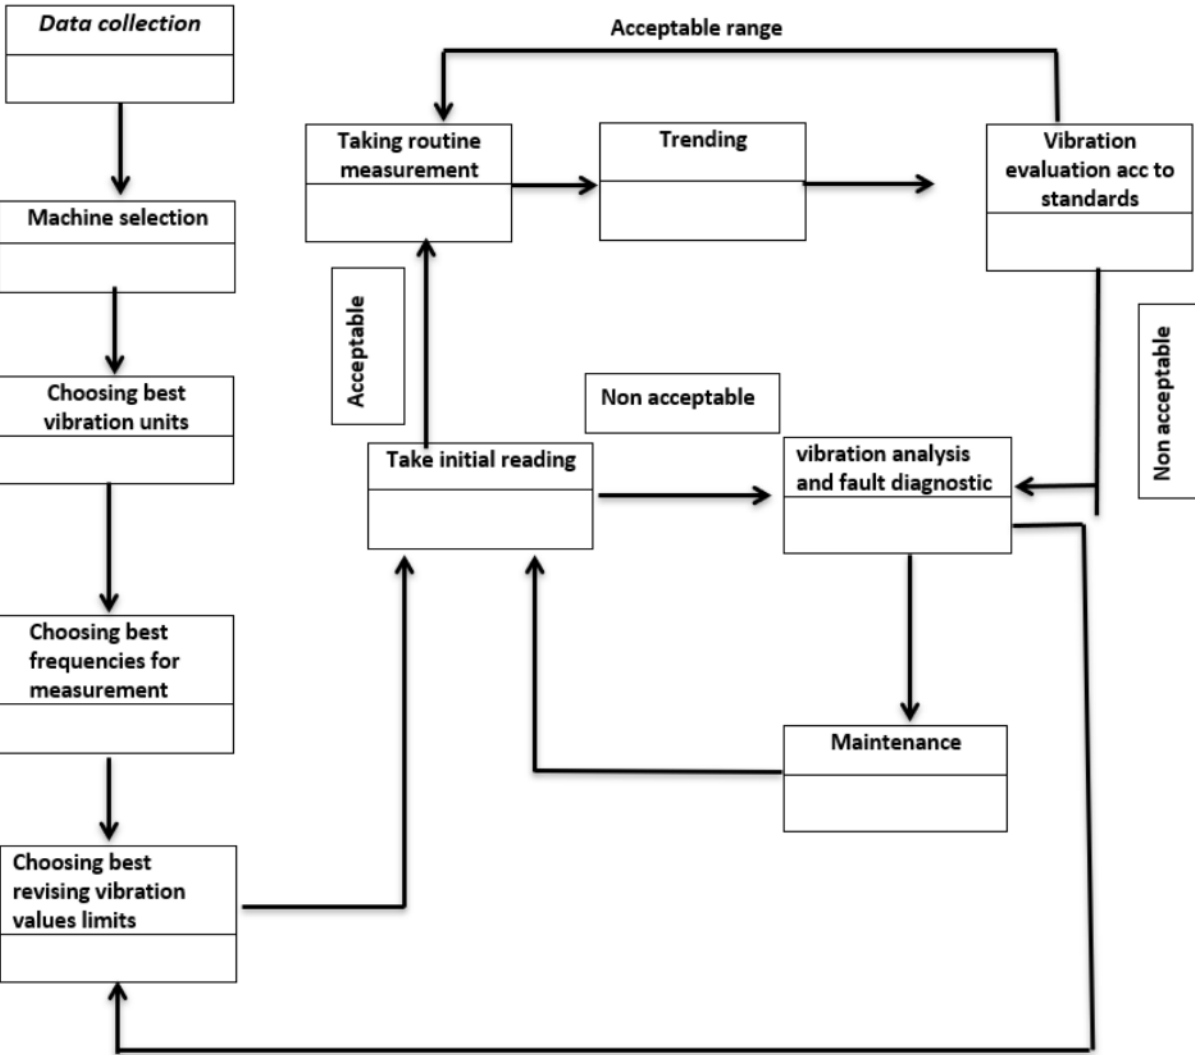 Data collection
Acceptable range
Taking routine
measurement
Trending
Vibration
evaluation acc to
standards
Machine selection
Acceptable
Non acceptable
Choosing best
vibration units
Non acceptable
Take initial reading
vibration analysis
and fault diagnostic
Choosing best
frequencies for
measurement
Maintenance
Choosing best
revising vibration
values limits